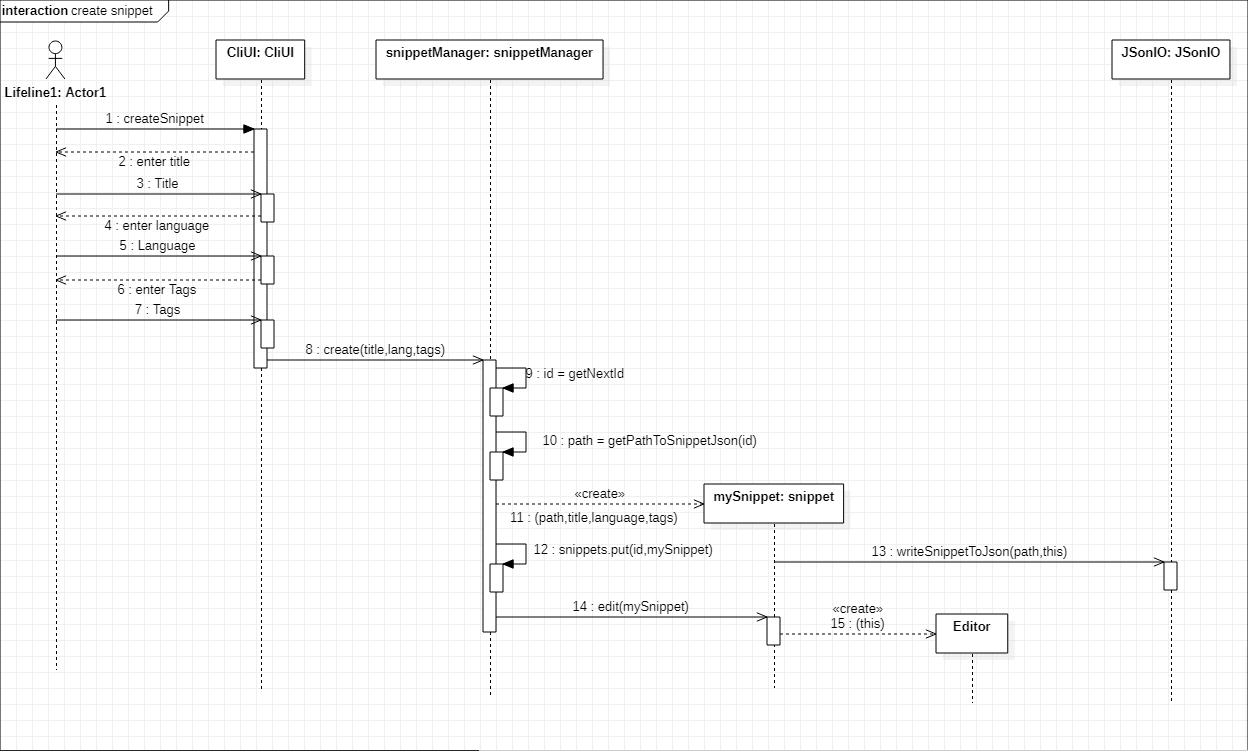 interaction create snippet
CliUI: CliUI
snippetManager: snippetManager
JSonIO: JSonIO
Lifeline1: Actor1
1 : createSnippet
2 : enter title
3 : Title
4 : enter language
5 : Language
6 : enter Tags
7 : Tags
8 : create(title,lang,tags)
9 : id = getNextId
10 : path = getPathToSnippetJson(id)
«create»
mySnippet: snippet
11 : (path,title,language,tags)
12 : snippets.put(id,mySnippet)
13 : writeSnippetToJson(path,this)
14 : edit(mySnippet)
«create»
15 : (this)
Editor